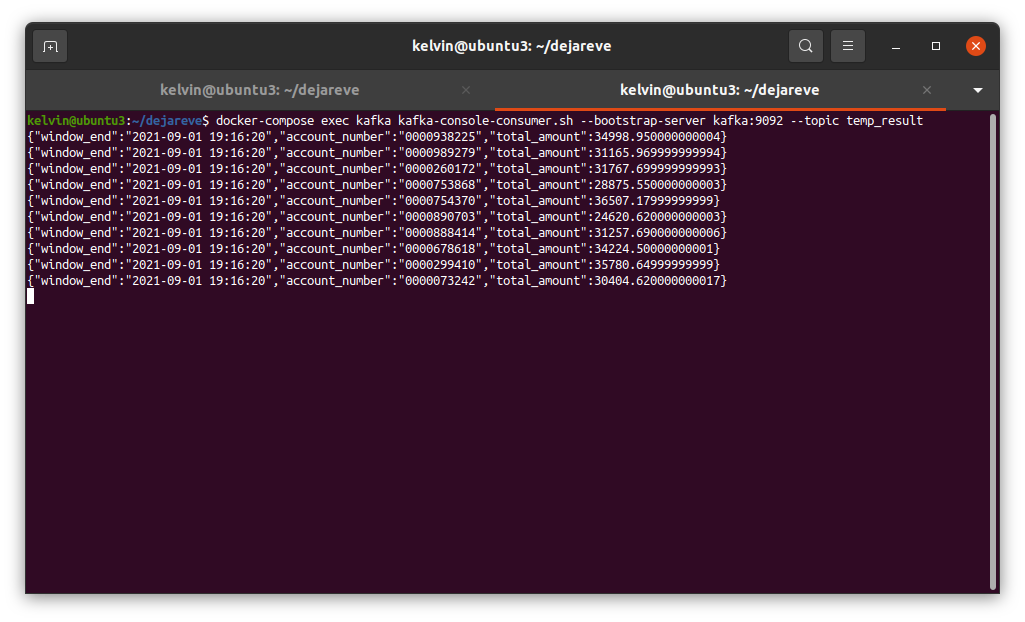 kelvin@ubuntu3: ~/dejareve
kelvin@ubuntu3: ~/dejareve
kelvin@ubuntu3: ~/dejareve
kelvin@ubuntu3:~/dejareve$ docker-compose exec kafka kafka-console-consumer.sh --bootstrap-server kafka:9092 --topic temp_result
{"window_end":"2021-09-01 19:16:20","account_number":"0000938225","total_amount":34998.950000000004}
{"window_end":"2021-09-01 19:16:20","account_number":"0000989279","total_amount":31165.969999999994}
{"window_end":"2021-09-01 19:16:20","account_number":"0000260172","total_amount":31767.699999999993}
{"window_end":"2021-09-01 19:16:20","account_number":"0000753868","total_amount":28875.550000000003}
{"window_end":"2021-09-01 19:16:20","account_number":"0000754370","total_amount":36507.17999999999}
{"window_end":"2021-09-01 19:16:20","account_number":"0000890703","total_amount":24620.620000000003}
{"window_end":"2021-09-01 19:16:20","account_number":"0000888414","total_amount":31257.690000000006}
{"window_end":"2021-09-01 19:16:20","account_number":"0000678618","total_amount":34224.50000000001}
{"window_end":"2021-09-01 19:16:20","account_number":"0000299410","total_amount":35780.64999999999}
{"window_end":"2021-09-01 19:16:20","account_number":"0000073242","total_amount":30404.620000000017}